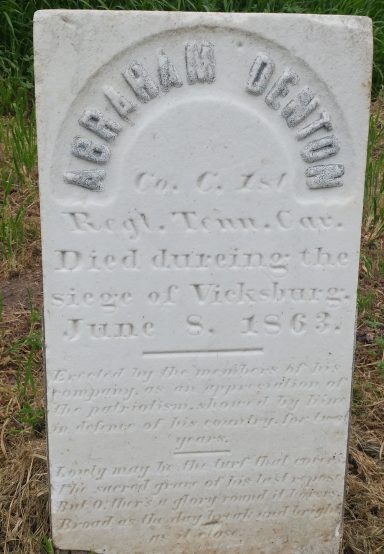 ABRAHAM DENTON
Co. C. 1st
Regt. Tenn. Cav.
Died dureing the
siege of Vicksburg.
June 8. 1863.
Erected by the members of his
company, as an appreciation of
the patriotism, showed by him
in defence of his country, for two
years.
Lowly may be the turf that covers
The sacred grave of his last repose
But O, ther's a glory round it
Broad as the day break and bright
as it close.